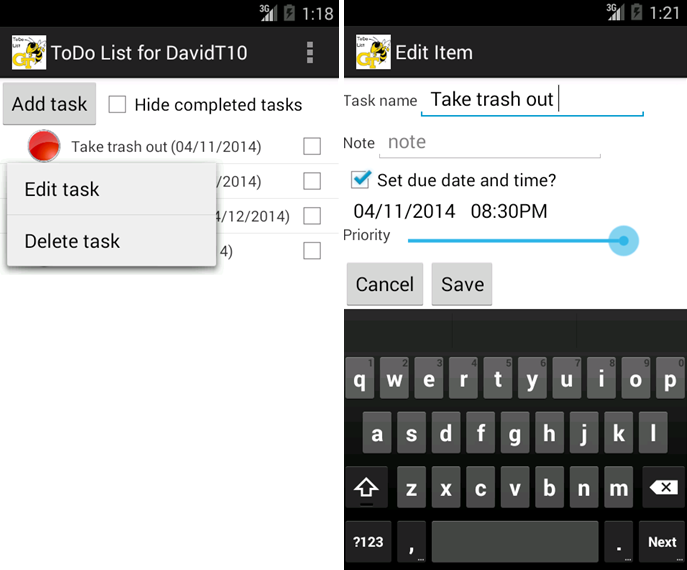 3G 1:18
ToDo List for DavidT10
Add task Hide completed tasks
Take trash out (04/11/2014)
/2014)
Edit task
4/12/2014)
Delete task
4)
3G 1:21
Edit Item
Task name Take trash out
Note note
Set due date and time?
04/11/2014 08:30PM
Priority
Cancel Save
1 2 3 4 5 6 7 8 9 0
q w e r t y u i o p
a s d f g h j k l
z x c v b n m
?123 , ... . ... Next